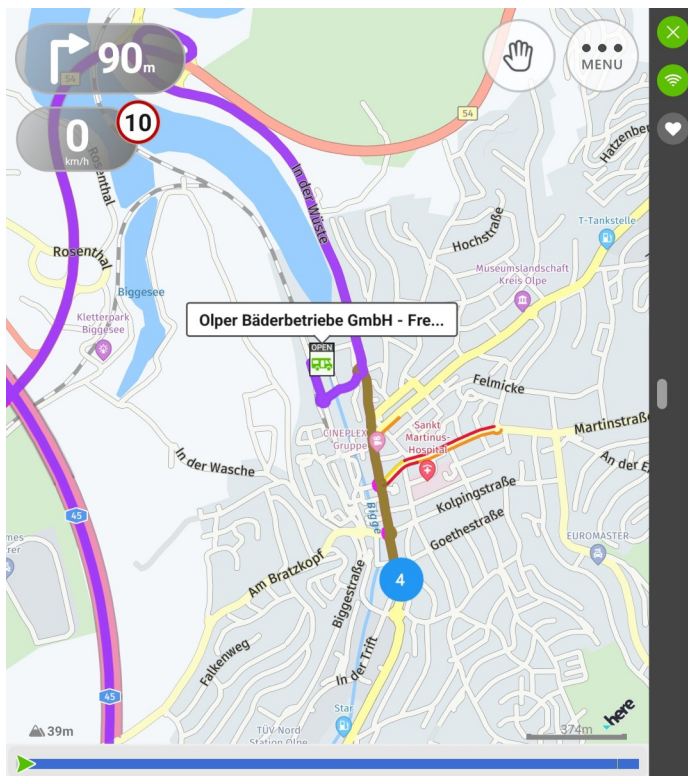 90 m
MENU
54
0
km/h
10
54
Rosenthal
Hatzenber
In der Wüste
Hochstraße
T-Tankstelle
Rosenthal
Museumslandschaft
Kreis Olpe
Biggesee
Kletterpark
Biggesee
Olper Bäderbetriebe GmbH - Fre...
OPEN
Felmicke
CINEPLEX
Gruppe
Sankt
Martinus-
Hospital
Martinstraße
In der Wasche
An der E
Kolpingstraße
45
Bigge
Goethestraße
EUROMASTER
mes-
rer
Am Bratzkopf
4
Biggestraße
Falkenweg
In der Trift
45
Star
here
39m
TÜV Nord
Station Olpe
374m